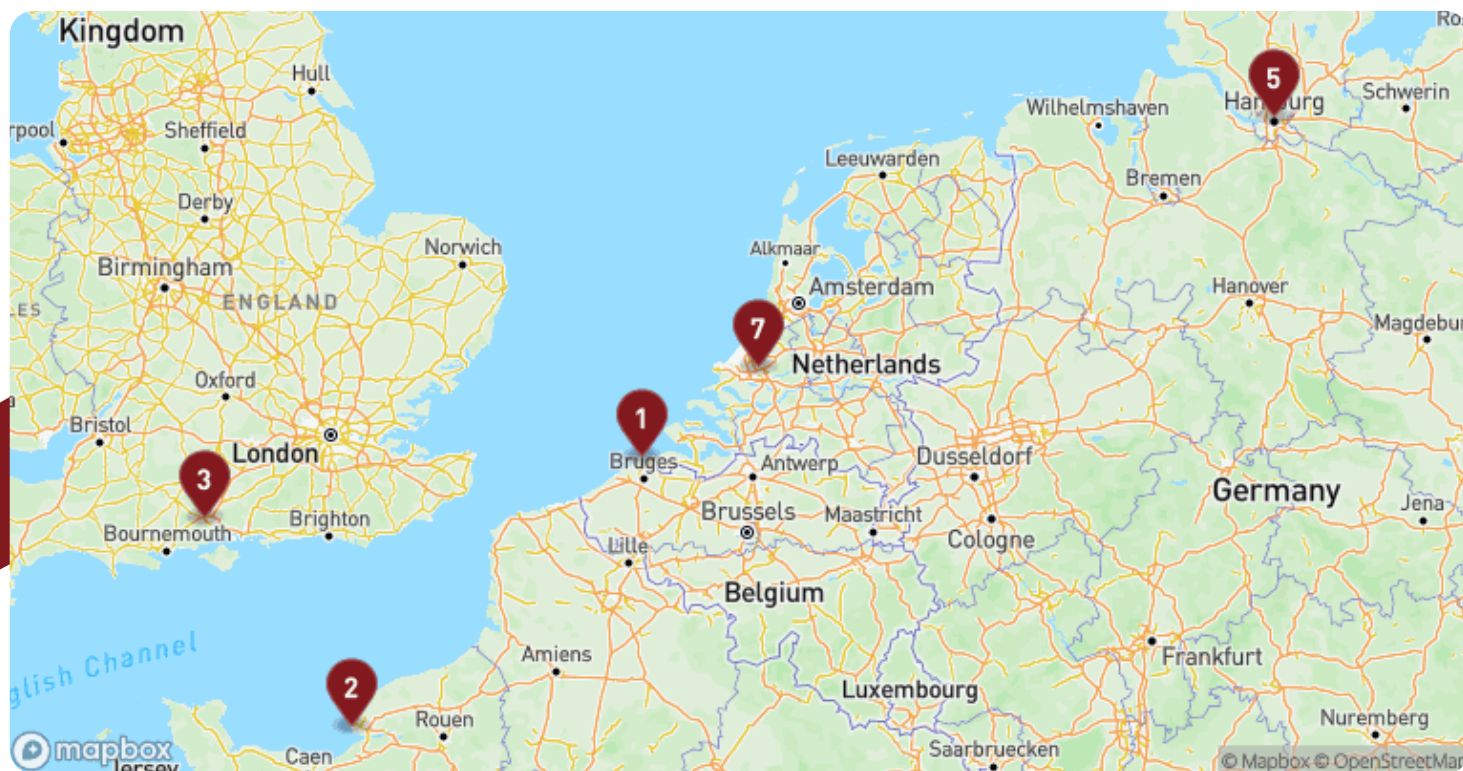 Kingdom
Ro
Hull
5
Schwerin
Hamburg
Wilhelmshaven
rpool
Sheffield
Leeuwarden
Bremen
Derby
Norwich
Alkmaar
Birmingham
Amsterdam
Hanover
ENGLAND
LES
7
Magdebur
Netherlands
Oxford
1
Bristol
London
Bruges
Antwerp
Dusseldorf
3
Germany
Brussels
Maastricht
Jena
Bournemouth
Brighton
Lille
Cologne
Belgium
glish Channel
Amiens
Frankfurt
2
Luxembourg
Rouen
Nuremberg
mapbox
Caen
Saarbruecken
Jersey
© Mapbox © OpenStreetMap